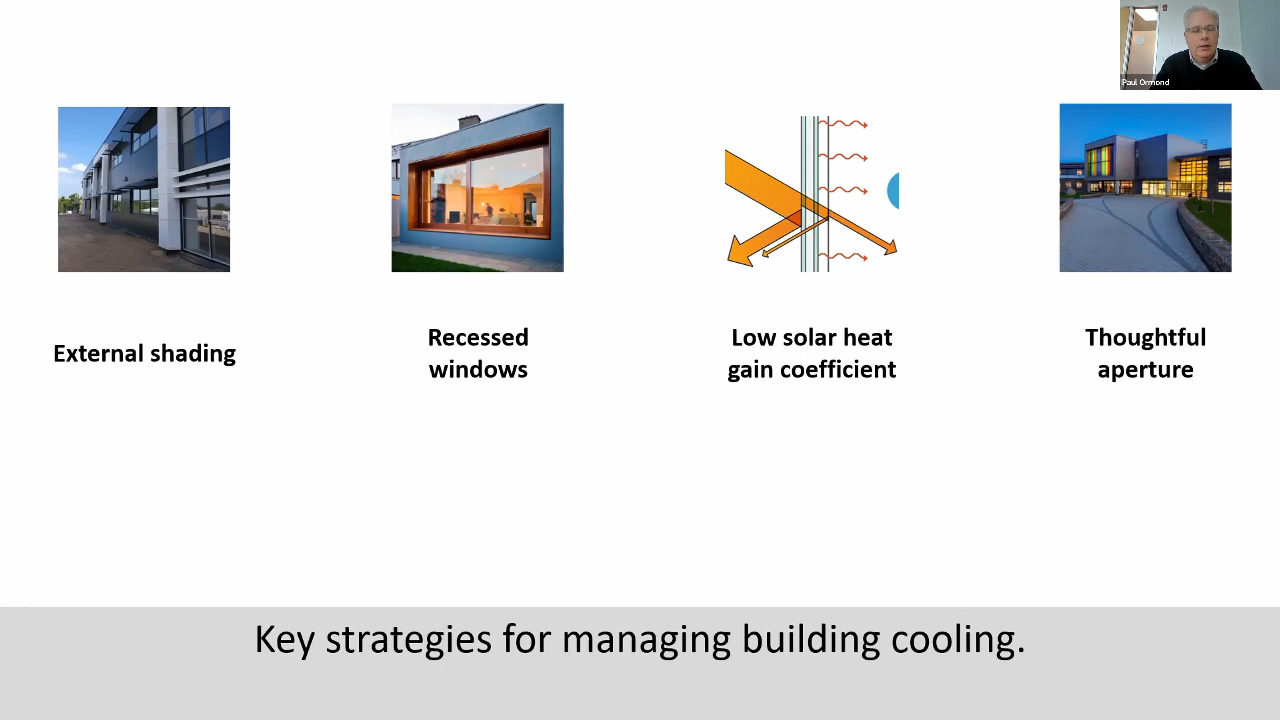 Paul Ormond
External shading
Recessed
windows
Low solar heat
gain coefficient
Thoughtful
aperture
Key strategies for managing building cooling.